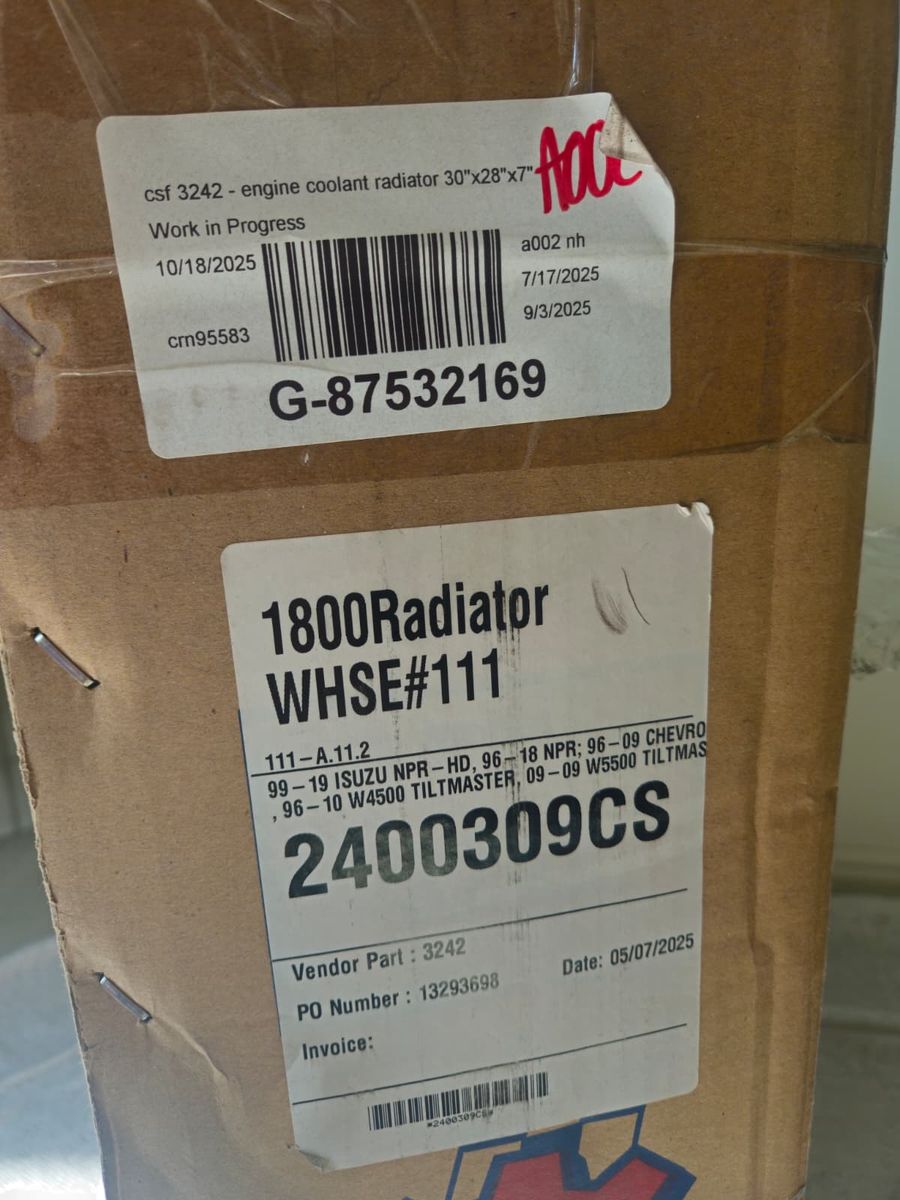 csf 3242 - engine coolant radiator 30"x28"x7"
Work in Progress
10/18/2025
a002 nh
7/17/2025
9/3/2025
crn95583
G-87532169
1800Radiator
WHSE#111
111-A.11.2
99-19 ISUZU NPR-HD, 96-18 NPR; 96-09 CHEVRO
, 96-10 W4500 TILTMASTER, 09-09 W5500 TILTMAS
2400309CS
Vendor Part : 3242
Date: 05/07/2025
PO Number : 13293698
Invoice:
*2400309CS*